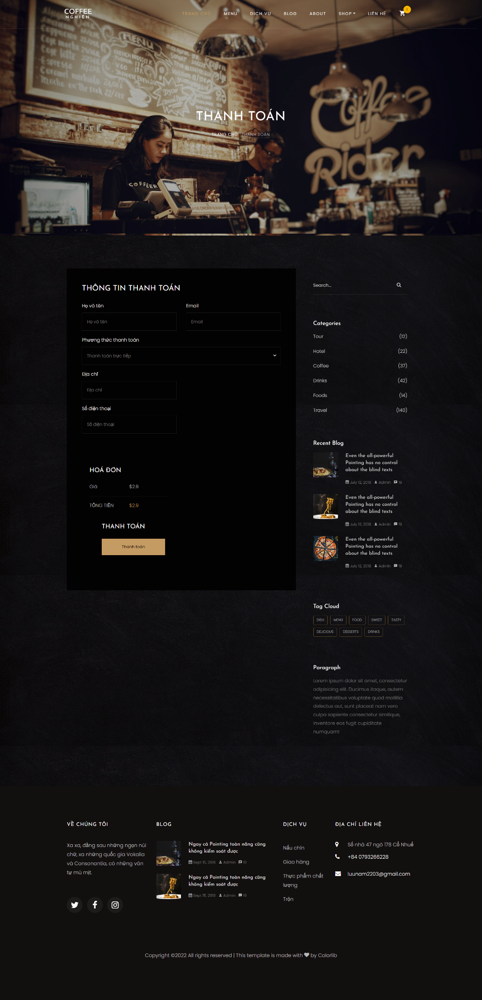 COFFEE
NGHIỆN
TRANG CHỦ
MENU
DỊCH VỤ
BLOG
ABOUT
SHOP
LIÊN HỆ
1
MENU
Espresso
Coffee
Rider
COFFEER
THANH TOÁN
TRANG CHỦ THANH TOÁN
THÔNG TIN THANH TOÁN
Họ và tên
Email
Họ và tên
Email
Phương thức thanh toán
Thanh toán trực tiếp
Địa chỉ
Địa chỉ
Số điện thoại
Số điện thoại
HOÁ ĐƠN
Giá $2.9
TỔNG TIỀN $2.9
THANH TOÁN
Thanh toán
Search...
Categories
Tour (12)
Hotel (22)
Coffee (37)
Drinks (42)
Foods (14)
Travel (140)
Recent Blog
Even the all-powerful
Pointing has no control
about the blind texts
July 12, 2018 Admin 19
Even the all-powerful
Pointing has no control
about the blind texts
July 12, 2018 Admin 19
Even the all-powerful
Pointing has no control
about the blind texts
July 12, 2018 Admin 19
Tag Cloud
DISH MENU FOOD SWEET TASTY
DELICIOUS DESSERTS DRINKS
Paragraph
Lorem ipsum dolor sit amet, consectetur
adipisicing elit. Ducimus itaque, autem
necessitatibus voluptate quod mollitia
delectus aut, sunt placeat nam vero
culpa sapiente consectetur similique,
inventore eos fugit cupiditate
numquam!
VỀ CHÚNG TÔI
Xa xa, đằng sau những ngọn núi
chữ, xa những quốc gia Vokalia
và Consonantia, có những văn
tự mù mịt.
BLOG
Ngay cả Pointing toàn năng cũng
không kiểm soát được
Sept 15, 2018 Admin 19
Ngay cả Pointing toàn năng cũng
không kiểm soát được
Sept 15, 2018 Admin 19
DỊCH VỤ
Nấu chín
Giao hàng
Thực phẩm chất
lượng
Trộn
ĐỊA CHỈ LIÊN HỆ
Số nhà 47 ngõ 178 Cổ Nhuế
+84 0793266228
luunam2203@gmail.com
Copyright ©2022 All rights reserved | This template is made with ❤ by Colorlib